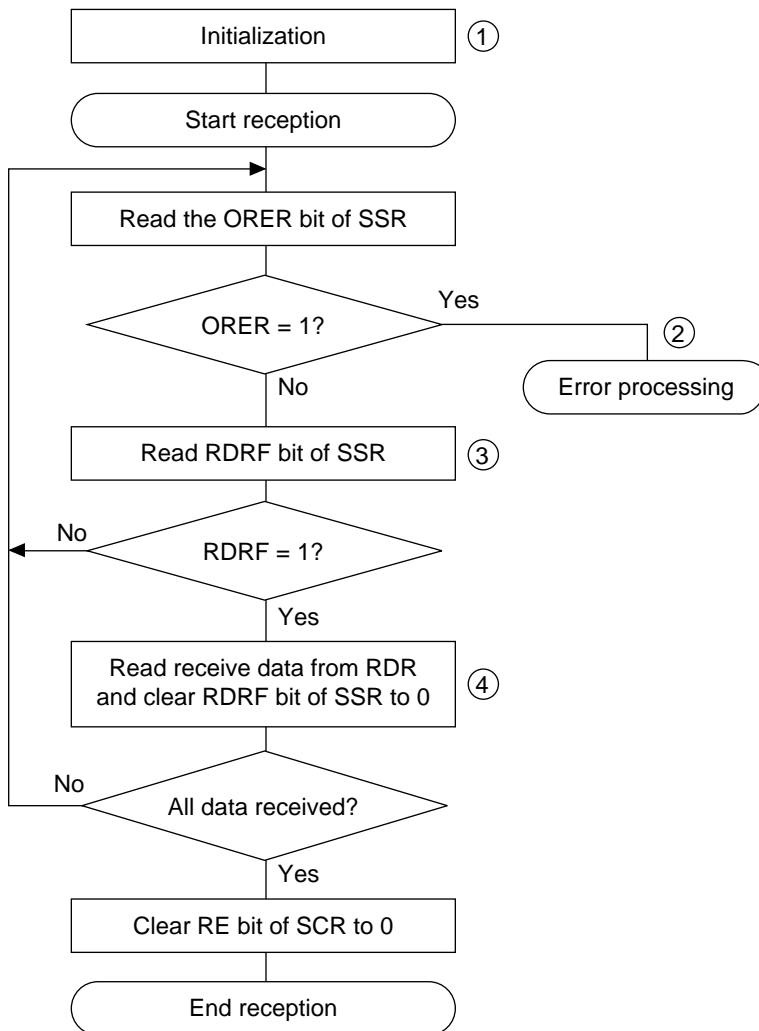 Initialization
①
Start reception
Read the ORER bit of SSR
Yes
ORER = 1?
②
Error processing
No
Read RDRF bit of SSR
③
No
RDRF = 1?
Yes
Read receive data from RDR
and clear RDRF bit of SSR to 0
④
No
All data received?
Yes
Clear RE bit of SCR to 0
End reception